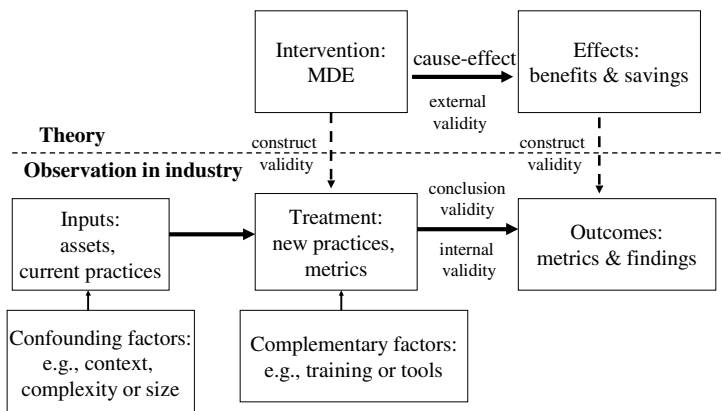 Intervention:
MDE
cause-effect
external
validity
Effects:
benefits & savings
Theory
construct
validity
construct
validity
Observation in industry
Inputs:
assets,
current practices
Treatment:
new practices,
metrics
conclusion
validity
internal
validity
Outcomes:
metrics & findings
Confounding factors:
e.g., context,
complexity or size
Complementary factors:
e.g., training or tools